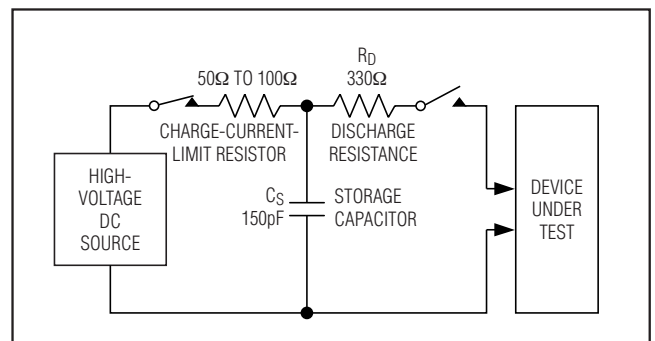 R_D
50Ω TO 100Ω
330Ω
CHARGE-CURRENT-
LIMIT RESISTOR
DISCHARGE
RESISTANCE
HIGH-
VOLTAGE
DC
SOURCE
C_S
150pF
STORAGE
CAPACITOR
DEVICE
UNDER
TEST